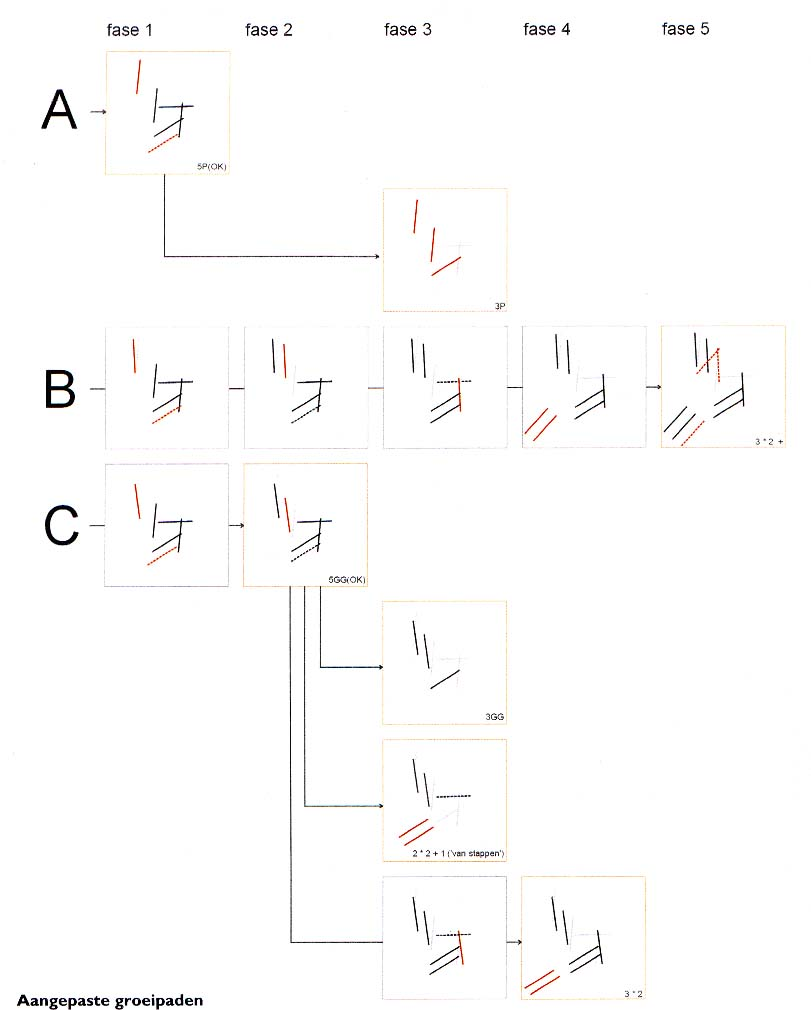 fase 1 fase 2 fase 3 fase 4 fase 5
A
5P(OK)
3P
B
3 * 2 +
C
5GG(OK)
3GG
2 * 2 + 1 ('van stappen')
3 * 2
Aangepaste groeipaden